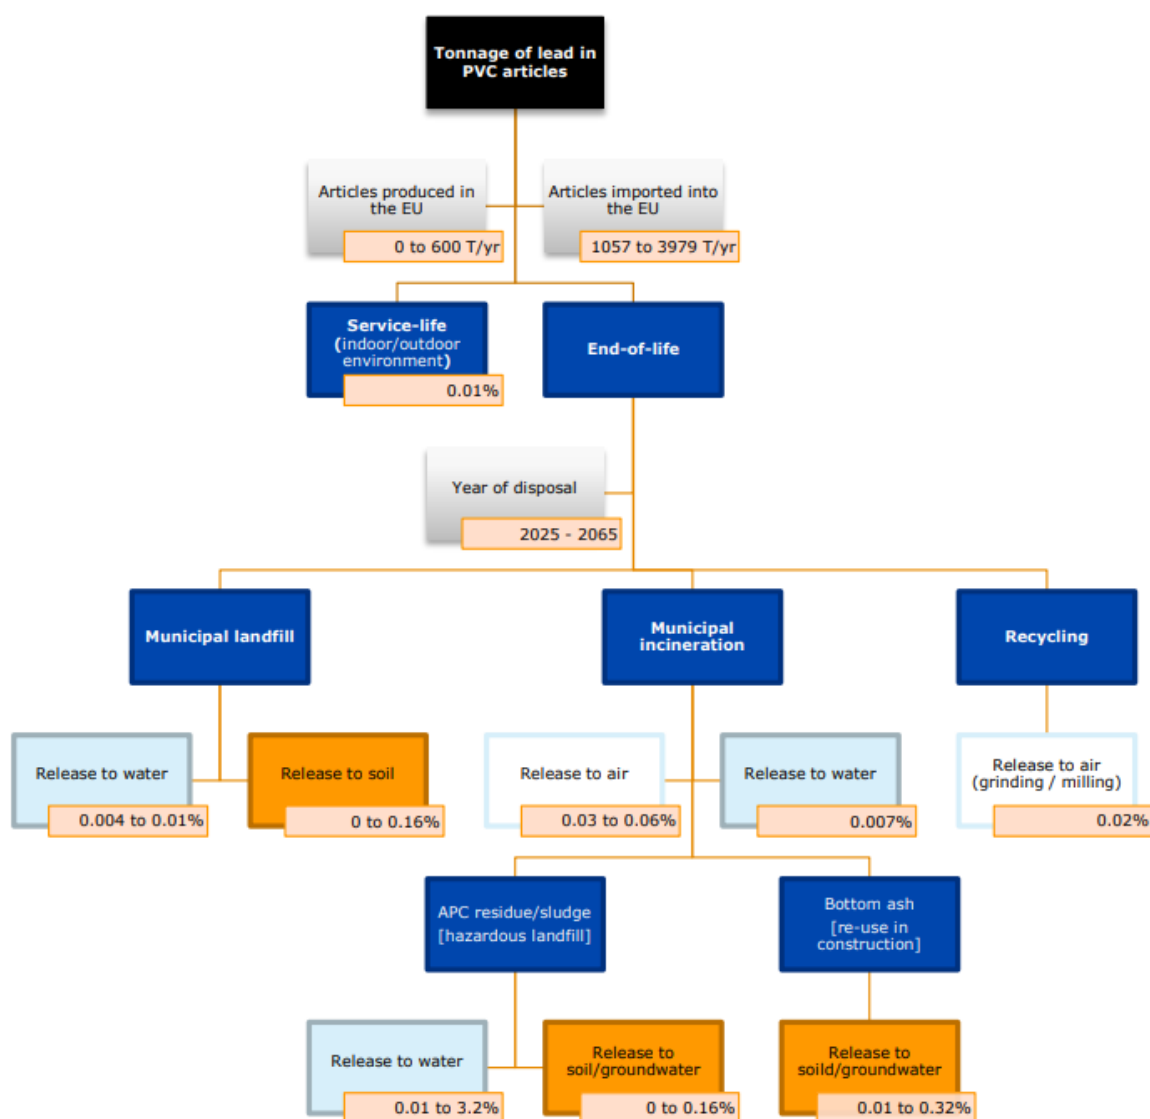 Tonnage of lead in
PVC articles
Articles produced in
the EU
0 to 600 T/yr
Articles imported into
the EU
1057 to 3979 T/yr
Service-life
(indoor/outdoor
environment)
0.01%
End-of-life
Year of disposal
2025 - 2065
Municipal landfill
Municipal
incineration
Recycling
Release to water
0.004 to 0.01%
Release to soil
0 to 0.16%
Release to air
0.03 to 0.06%
Release to water
0.007%
Release to air
(grinding / milling)
0.02%
APC residue/sludge
[hazardous landfill]
Bottom ash
[re-use in
construction]
Release to water
0.01 to 3.2%
Release to
soil/groundwater
0 to 0.16%
Release to
soild/groundwater
0.01 to 0.32%